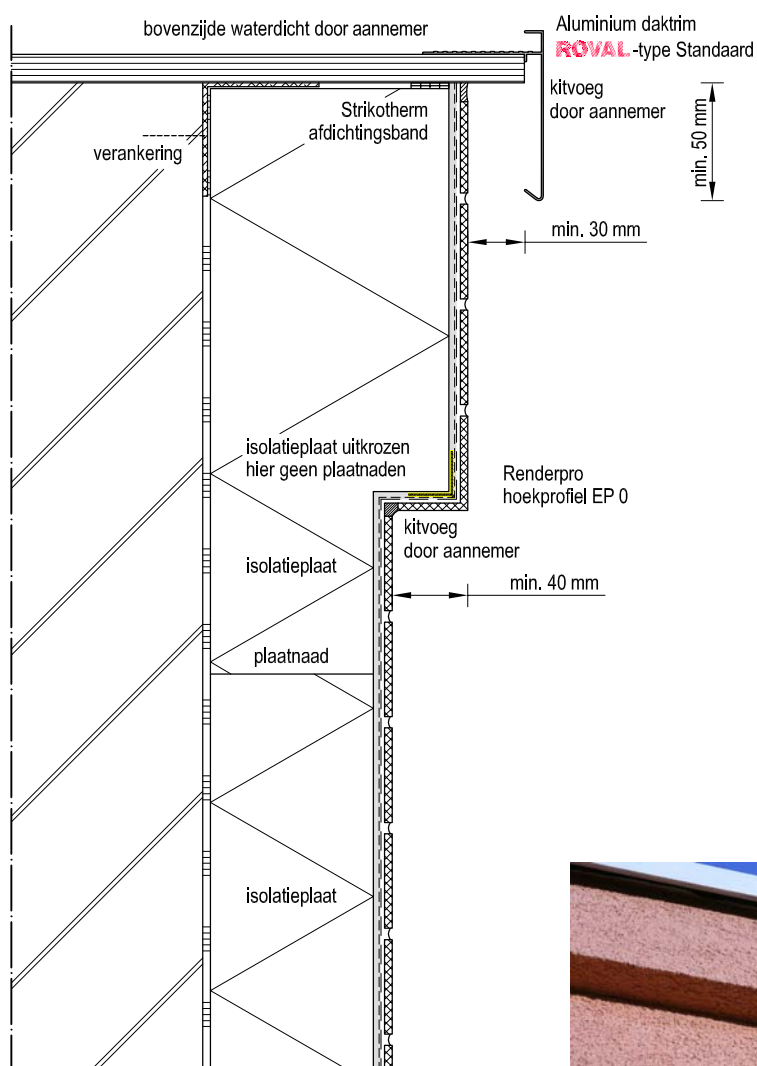 bovenzijde waterdicht door aannemer
Aluminium daktrim
ROVAL-type Standaard
kitvoeg
door aannemer
Strikotherm
afdichtingsband
verankering
min. 50 mm
min. 30 mm
isolatieplaat uitkrozen
hier geen plaatnaden
Renderpro
hoekprofiel EP 0
kitvoeg
door aannemer
isolatieplaat
min. 40 mm
plaatnaad
isolatieplaat